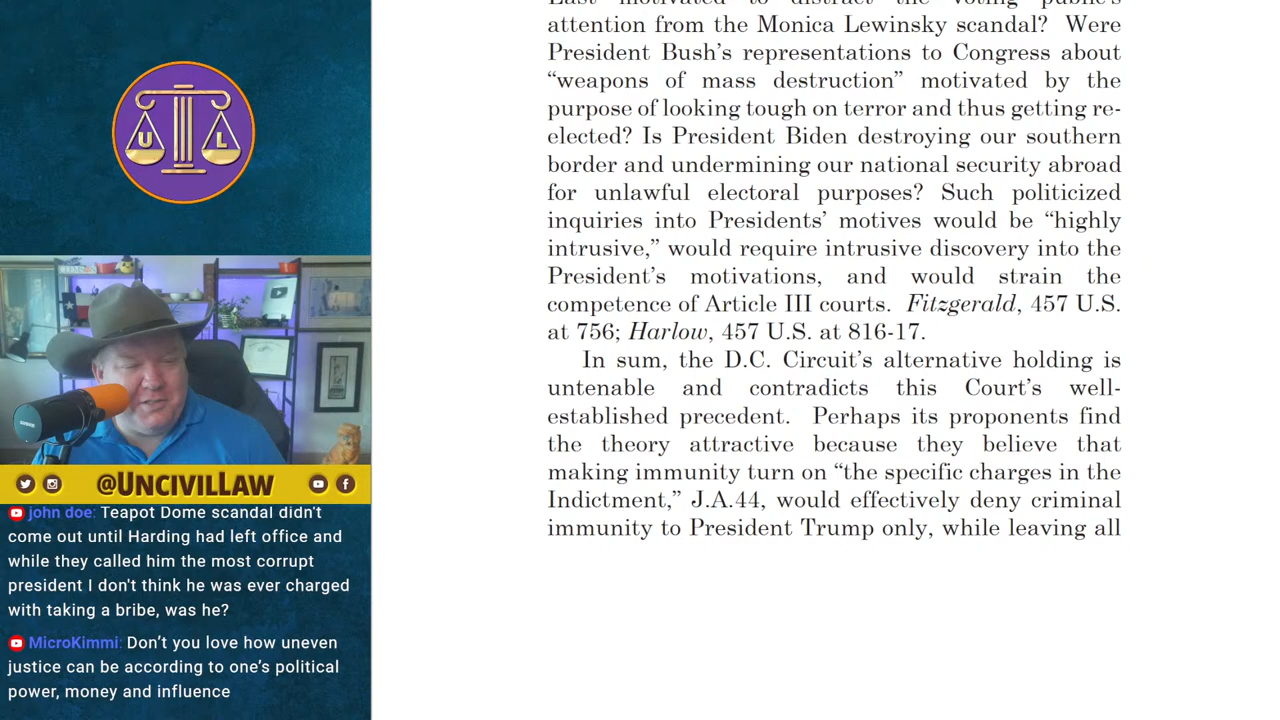 U L
@UNCIVILLAW
john doe: Teapot Dome scandal didn't
come out until Harding had left office and
while they called him the most corrupt
president I don't think he was ever charged
with taking a bribe, was he?
MicroKimmi: Don't you love how uneven
justice can be according to one's political
power, money and influence
East motivated to distract the voting public's
attention from the Monica Lewinsky scandal? Were
President Bush's representations to Congress about
“weapons of mass destruction” motivated by the
purpose of looking tough on terror and thus getting re-
elected? Is President Biden destroying our southern
border and undermining our national security abroad
for unlawful electoral purposes? Such politicized
inquiries into Presidents' motives would be “highly
intrusive,” would require intrusive discovery into the
President's motivations, and would strain the
competence of Article III courts. Fitzgerald, 457 U.S.
at 756; Harlow, 457 U.S. at 816-17.
In sum, the D.C. Circuit's alternative holding is
untenable and contradicts this Court's well-
established precedent. Perhaps its proponents find
the theory attractive because they believe that
making immunity turn on “the specific charges in the
Indictment,” J.A.44, would effectively deny criminal
immunity to President Trump only, while leaving all